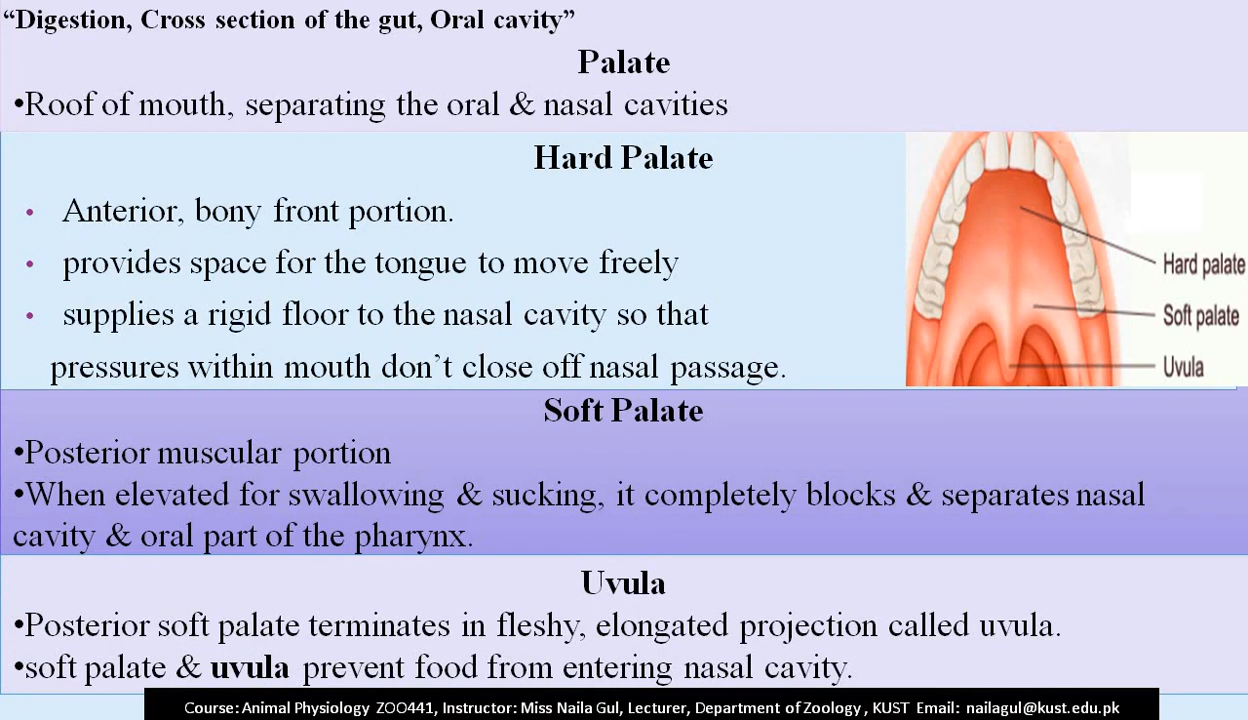 “Digestion, Cross section of the gut, Oral cavity”
Palate
•Roof of mouth, separating the oral & nasal cavities
Hard Palate
• Anterior, bony front portion.
• provides space for the tongue to move freely
• supplies a rigid floor to the nasal cavity so that
pressures within mouth don’t close off nasal passage.
Hard palate
Soft palate
Uvula
Soft Palate
•Posterior muscular portion
•When elevated for swallowing & sucking, it completely blocks & separates nasal
cavity & oral part of the pharynx.
Uvula
•Posterior soft palate terminates in fleshy, elongated projection called uvula.
•soft palate & uvula prevent food from entering nasal cavity.
Course: Animal Physiology ZOO441, Instructor: Miss Naila Gul, Lecturer, Department of Zoology, KUST Email: nailagul@kust.edu.pk